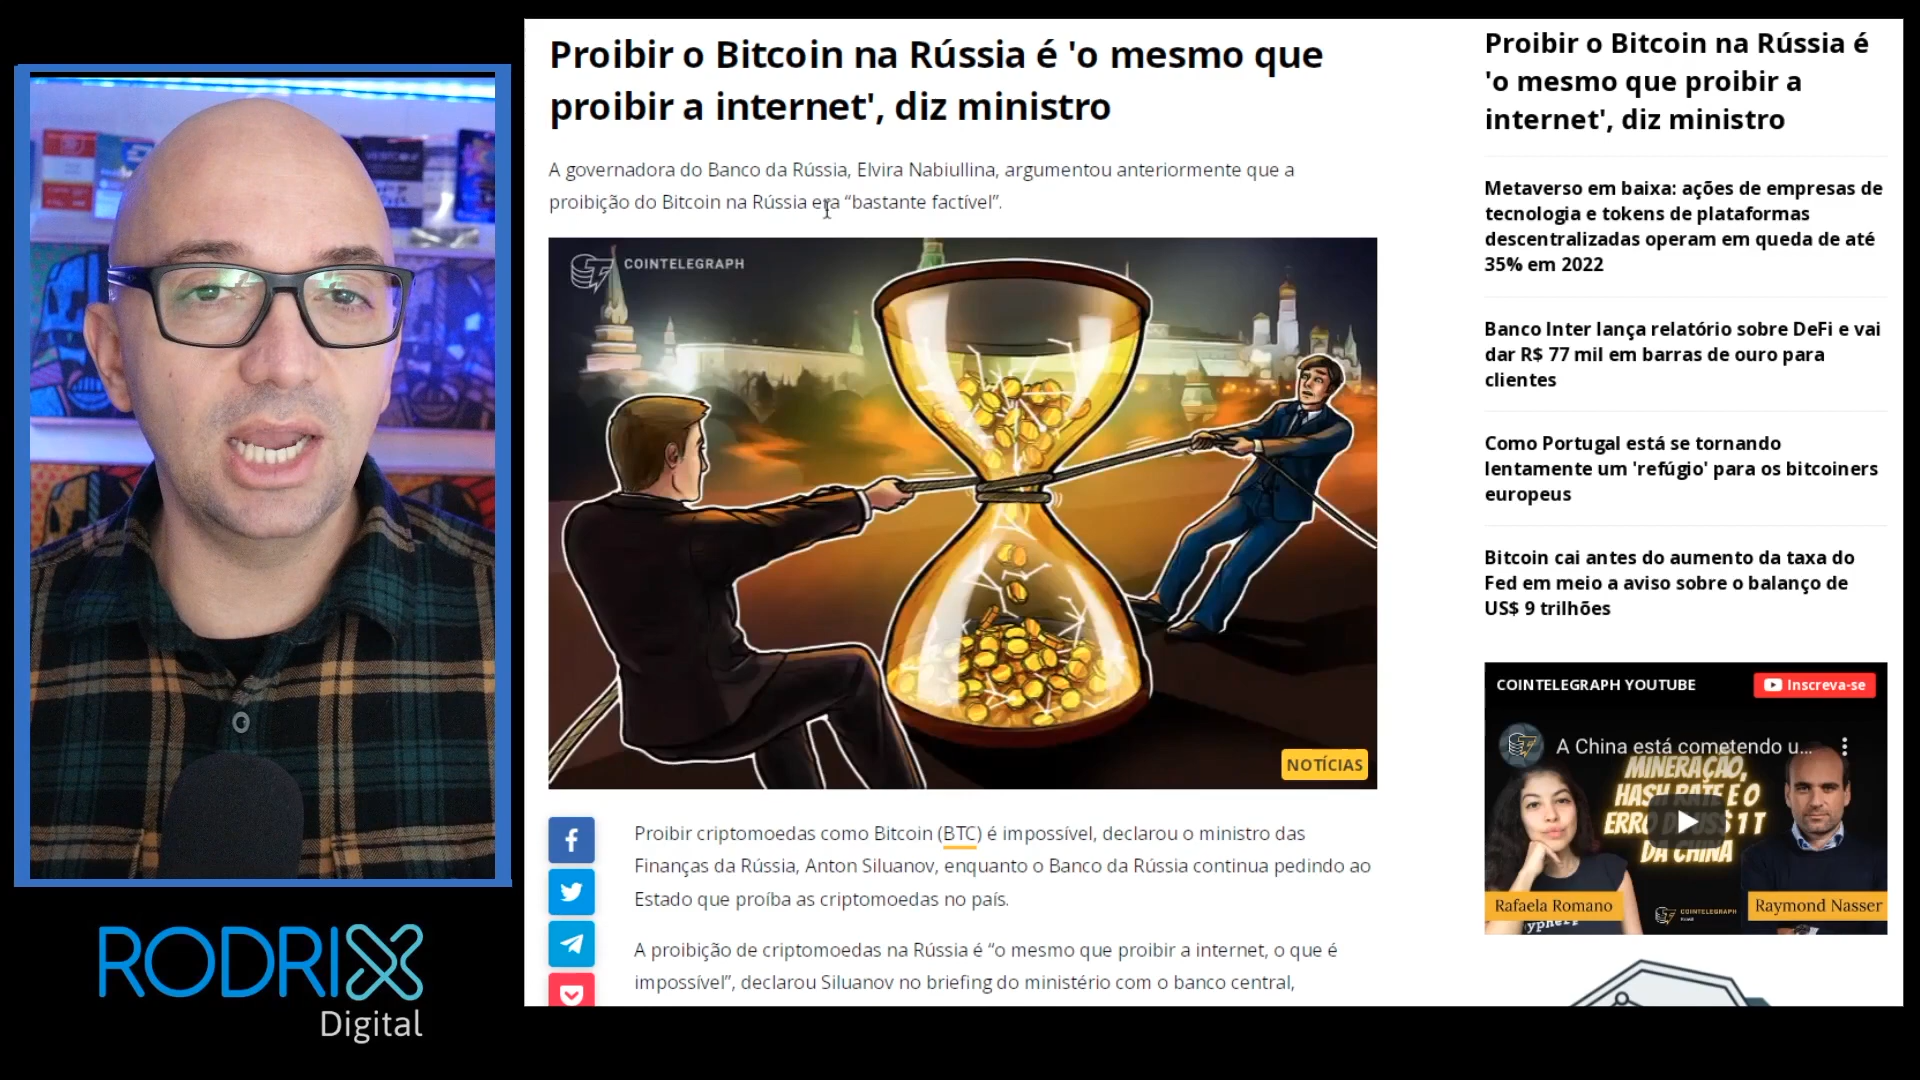 Proibir o Bitcoin na Rússia é 'o mesmo que
proibir a internet', diz ministro
A governadora do Banco da Rússia, Elvira Nabiullina, argumentou anteriormente que a
proibição do Bitcoin na Rússia era “bastante factível”.
COINTELEGRAPH
NOTÍCIAS
Proibir criptomoedas como Bitcoin (BTC) é impossível, declarou o ministro das
Finanças da Rússia, Anton Siluanov, enquanto o Banco da Rússia continua pedindo ao
Estado que proíba as criptomoedas no país.
A proibição de criptomoedas na Rússia é “o mesmo que proibir a internet, o que é
impossível”, declarou Siluanov no briefing do ministério com o banco central,
Proibir o Bitcoin na Rússia é
'o mesmo que proibir a
internet', diz ministro
Metaverso em baixa: ações de empresas de
tecnologia e tokens de plataformas
descentralizadas operam em queda de até
35% em 2022
Banco Inter lança relatório sobre DeFi e vai
dar R$ 77 mil em barras de ouro para
clientes
Como Portugal está se tornando
lentamente um 'refúgio' para os bitcoiners
europeus
Bitcoin cai antes do aumento da taxa do
Fed em meio a aviso sobre o balanço de
US$ 9 trilhões
COINTELEGRAPH YOUTUBE
Inscreva-se
A China está cometendo u...
MINERAÇÃO,
HASH RATE E O
ERRO DE US$ 1 T
DA CHINA
Rafaela Romano
COINTELEGRAPH
Raymond Nasser
RODRIX
Digital